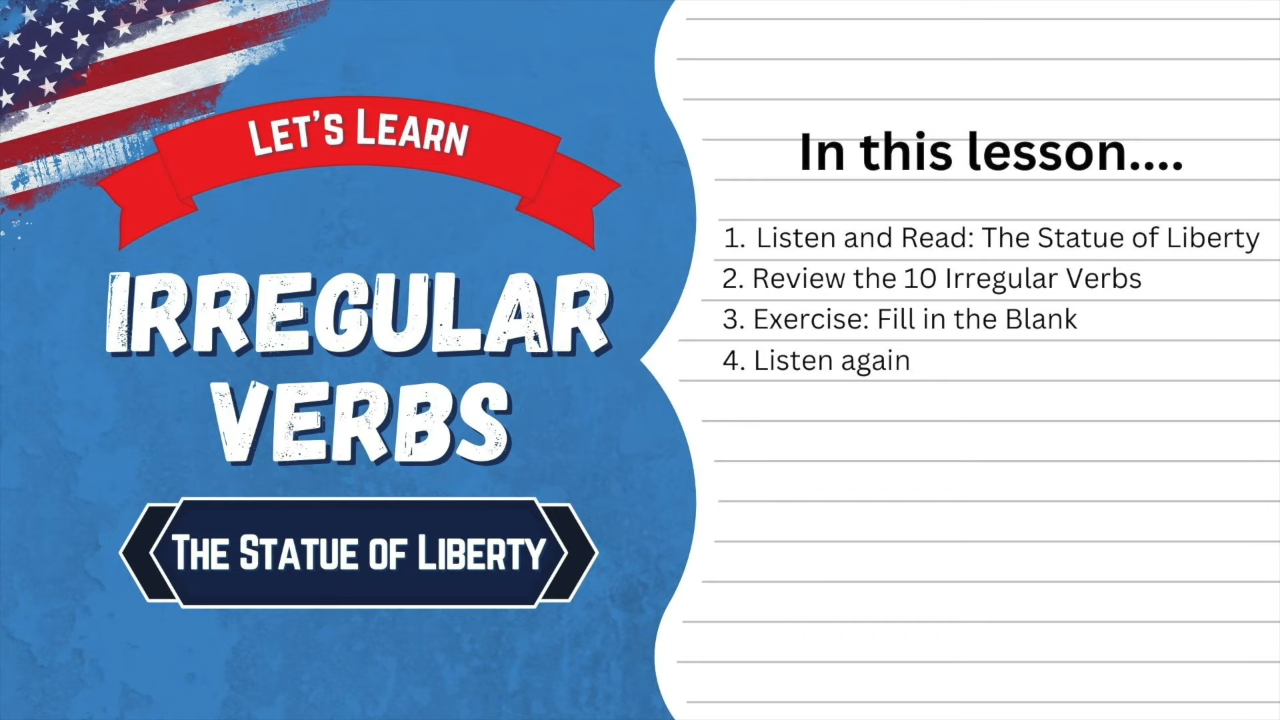 Let's Learn
Irregular
Verbs
The Statue of Liberty
In this lesson....
1. Listen and Read: The Statue of Liberty
2. Review the 10 Irregular Verbs
3. Exercise: Fill in the Blank
4. Listen again